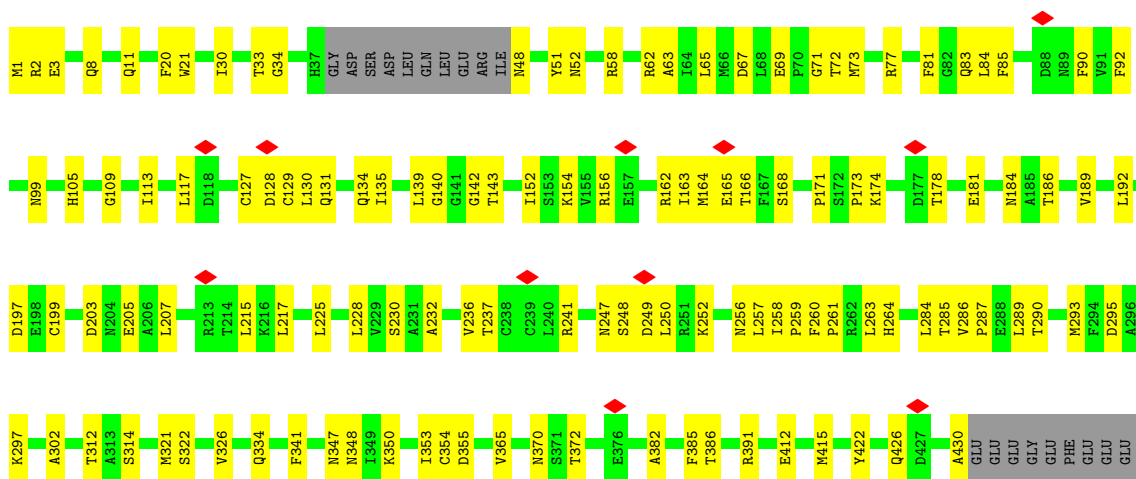 M1 R2 E3 Q8 Q11 F20 W21 I30 T33 G34 H37 GLY ASP SER ASP LEU GLN LEU GLU ARG ILE N48 Y51 N52 R58 R62 A63 I64 L65 M66 D67 L68 E69 P70 G71 T72 M73 R77 F81 G82 Q83 L84 F85 D88 N89 F90 V91 F92
N99 H105 G109 I113 L117 D118 C127 D128 C129 L130 Q131 Q134 I135 L139 G140 G141 G142 T143 I152 S153 K154 V155 R156 E157 R162 I163 M164 E165 T166 F167 S168 P171 S172 P173 K174 D177 T178 E181 N184 A185 T186 V189 L192
D197 E198 C199 D203 N204 E205 A206 L207 R213 T214 L215 K216 L217 L225 L228 V229 S230 A231 A232 V236 T237 C238 C239 L240 R241 N247 S248 D249 L250 R251 K252 N256 L257 I258 P259 F260 P261 R262 L263 H264 L284 T285 V286 P287 E288 L289 T290 M293 F294 D295 A296
K297 A302 T312 A313 S314 M321 S322 V326 Q334 F341 N347 N348 I349 K350 I353 C354 D355 V365 N370 S371 T372 E376 A382 F385 T386 R391 E412 M415 Y422 Q426 D427 A430 GLU GLU GLU GLY GLU PHE GLU GLU GLU